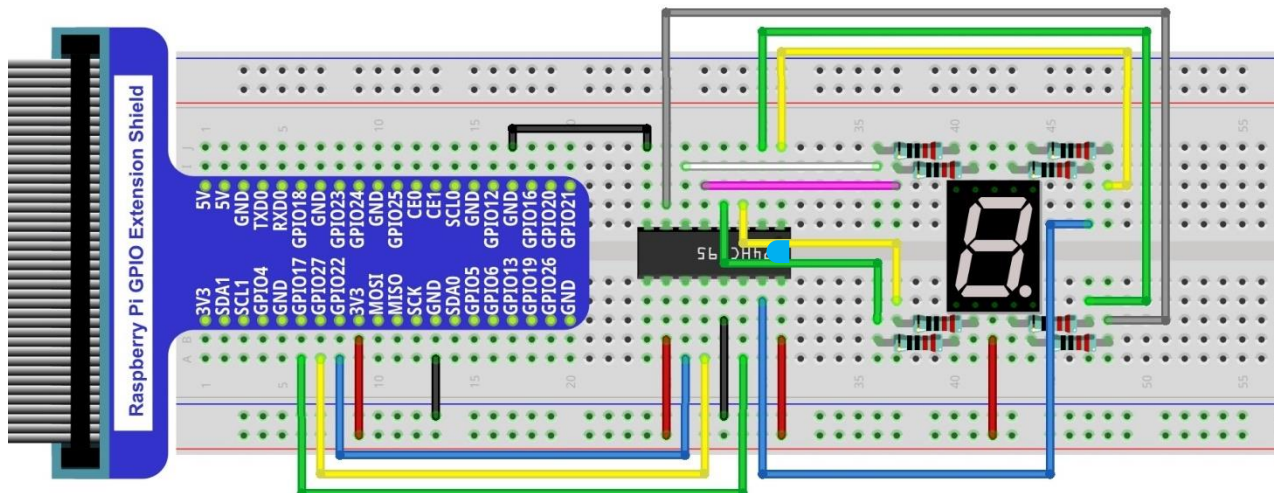 Raspberry Pi GPIO Extension Shield
1 5 10 15 20 35 40 45 50 55
J
I
5V 5V GND TXD0 RXD0 GPIO18 GND GPIO23 GPIO24 GND GPIO25 CE0 CE1 SCL0 GND GPIO12 GND GPIO16 GPIO20 GPIO21
3V3 SDA1 SCL1 GPIO4 GND GPIO17 GPIO27 GPIO22 3V3 MOSI MISO SCK GND SDA0 GPIO5 GPIO6 GPIO13 GPIO19 GPIO26 GND
B
A
1 5 10 15 20 35 40 45 50 55